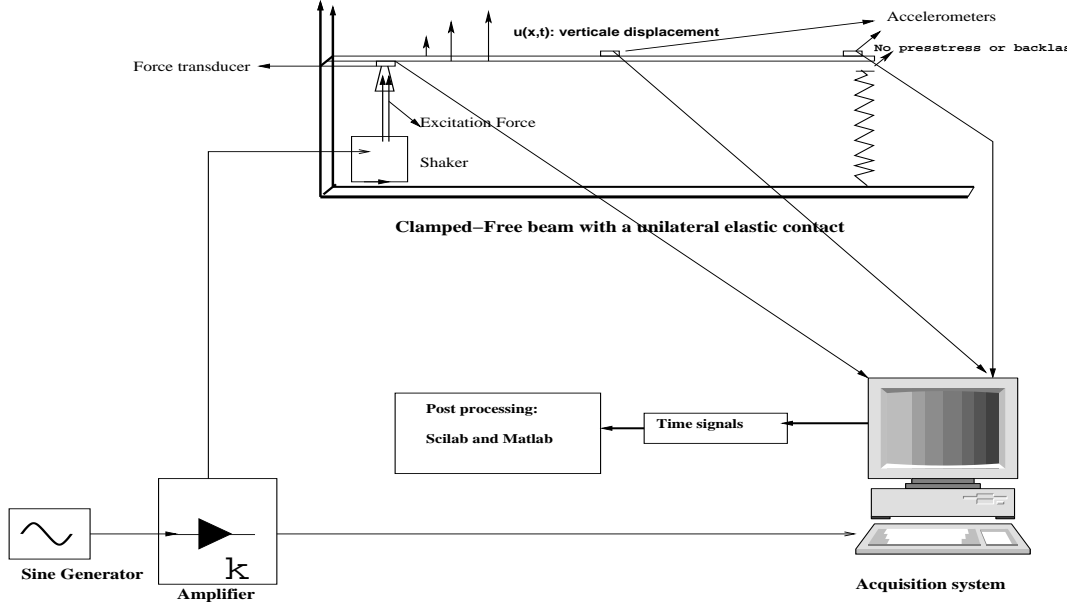 u(x,t): verticale displacement
Accelerometers
No presstress or backlas
Force transducer
Excitation Force
Shaker
Clamped–Free beam with a unilateral elastic contact
Post processing:
Scilab and Matlab
Time signals
k
Sine Generator
Amplifier
Acquisition system